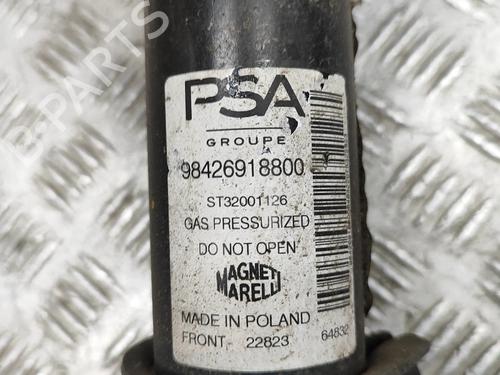 PSA
GROUPE
98426918800
ST32001126
GAS PRESSURIZED
DO NOT OPEN
MAGNETI
MARELLI
MADE IN POLAND
FRONT- 22823
64832
B-PARTS